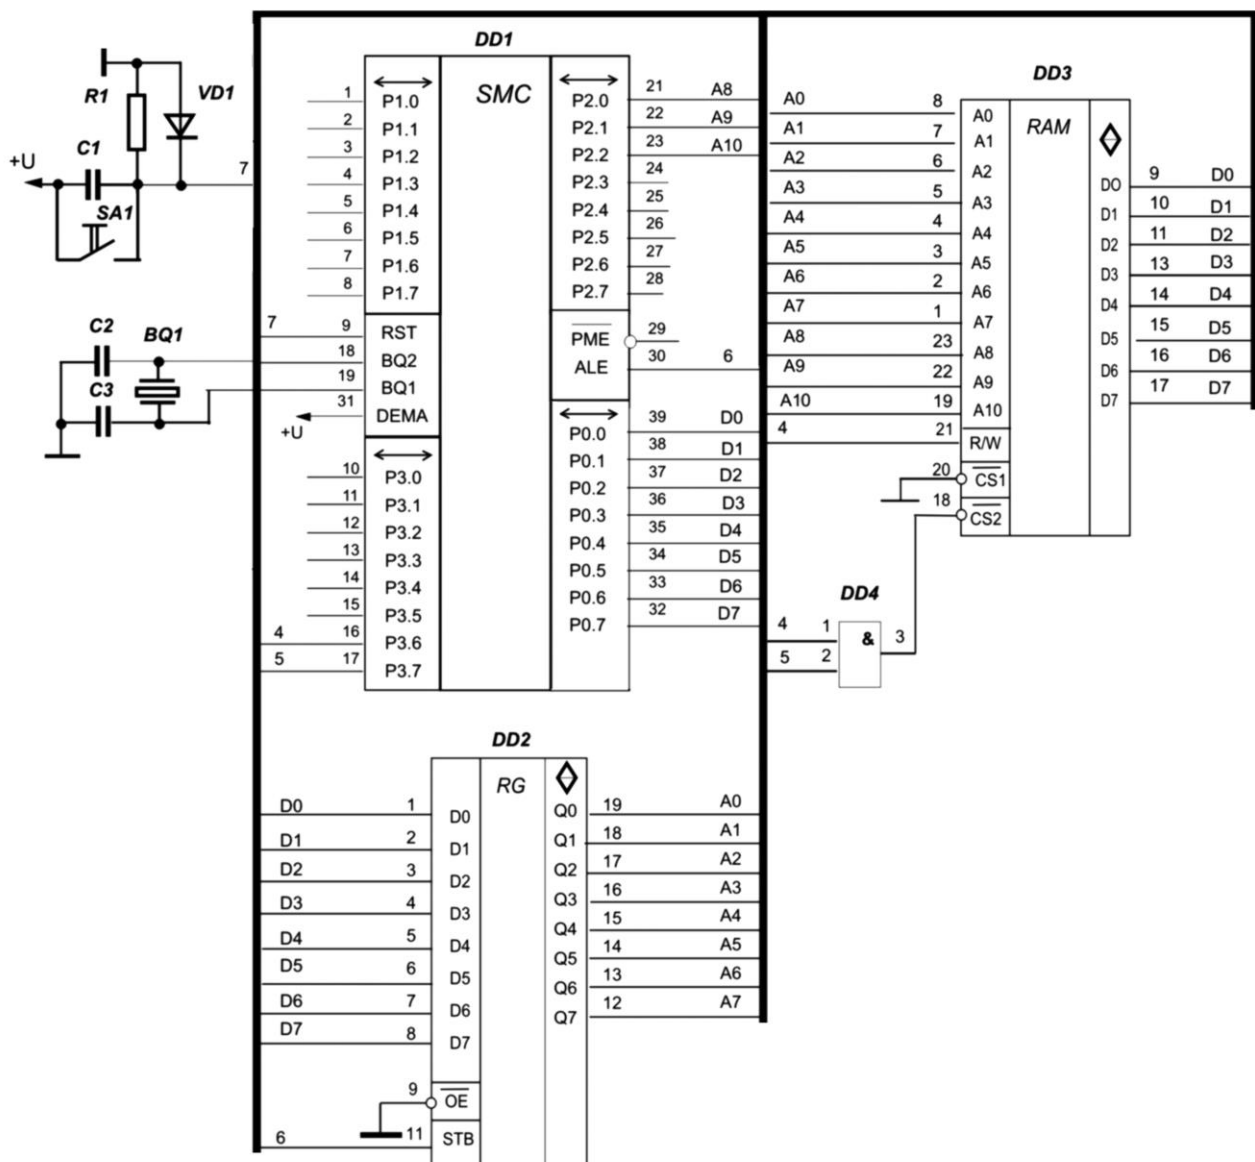 R1
VD1
C1
+U
SA1
7
C2
BQ1
C3
+U
DD1
SMC
1 P1.0
2 P1.1
3 P1.2
4 P1.3
5 P1.4
6 P1.5
7 P1.6
8 P1.7
7 9 RST
18 BQ2
19 BQ1
31 DEMA
10 P3.0
11 P3.1
12 P3.2
13 P3.3
14 P3.4
15 P3.5
4 16 P3.6
5 17 P3.7
P2.0 21 A8
P2.1 22 A9
P2.2 23 A10
P2.3 24
P2.4 25
P2.5 26
P2.6 27
P2.7 28
PME 29
ALE 30 6
P0.0 39 D0
P0.1 38 D1
P0.2 37 D2
P0.3 36 D3
P0.4 35 D4
P0.5 34 D5
P0.6 33 D6
P0.7 32 D7
DD3
RAM
A0 8 A0
A1 7 A1
A2 6 A2
A3 5 A3
A4 4 A4
A5 3 A5
A6 2 A6
A7 1 A7
A8 23 A8
A9 22 A9
A10 19 A10
4 21 R/W
20 CS1
18 CS2
DO 9 D0
D1 10 D1
D2 11 D2
D3 13 D3
D4 14 D4
D5 15 D5
D6 16 D6
D7 17 D7
DD4
4 1 & 3
5 2
DD2
RG
D0 1 D0
D1 2 D1
D2 3 D2
D3 4 D3
D4 5 D4
D5 6 D5
D6 7 D6
D7 8 D7
9 OE
6 11 STB
Q0 19 A0
Q1 18 A1
Q2 17 A2
Q3 16 A3
Q4 15 A4
Q5 14 A5
Q6 13 A6
Q7 12 A7